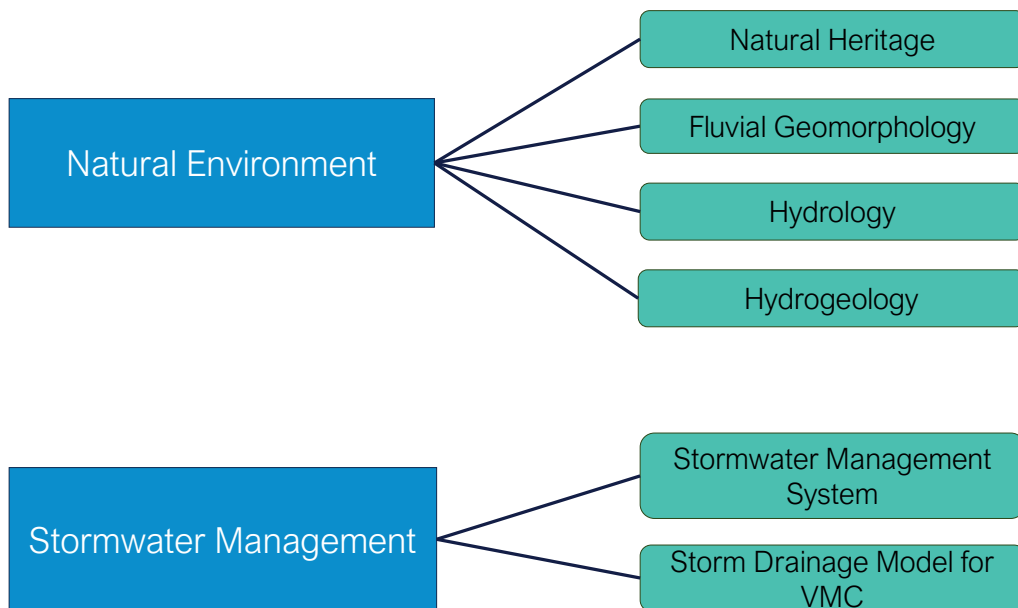 Natural Environment
Natural Heritage
Fluvial Geomorphology
Hydrology
Hydrogeology
Stormwater Management
Stormwater Management
System
Storm Drainage Model for
VMC